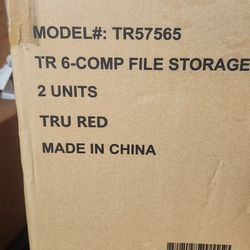 MODEL#: TR57565
TR 6-COMP FILE STORAGE
2 UNITS
TRU RED
MADE IN CHINA